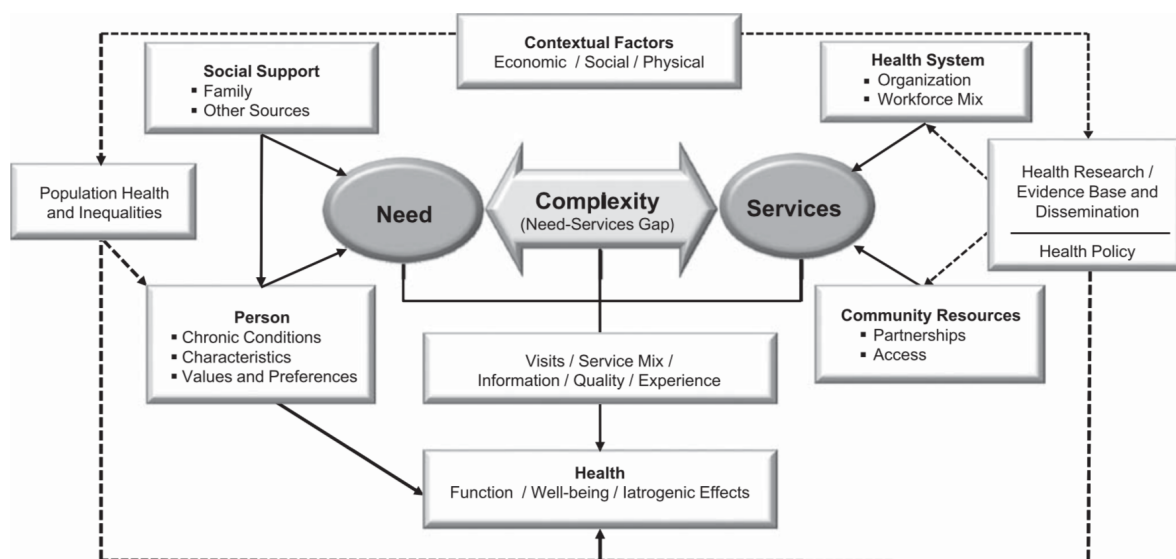 Contextual Factors
Economic / Social / Physical
Social Support
▪ Family
▪ Other Sources
Health System
▪ Organization
▪ Workforce Mix
Population Health
and Inequalities
Need
Complexity
(Need-Services Gap)
Services
Health Research /
Evidence Base and
Dissemination
Health Policy
Person
▪ Chronic Conditions
▪ Characteristics
▪ Values and Preferences
Community Resources
▪ Partnerships
▪ Access
Visits / Service Mix /
Information / Quality / Experience
Health
Function / Well-being / Iatrogenic Effects